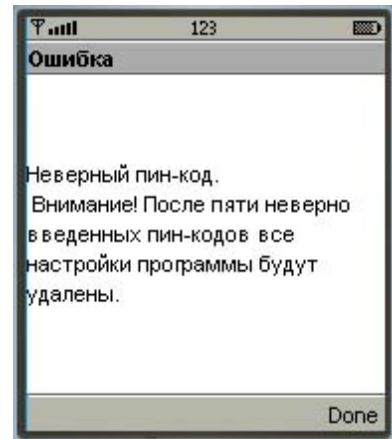 123
Ошибка
Неверный пин-код.
Внимание! После пяти неверно
введенных пин-кодов все
настройки программы будут
удалены.
Done